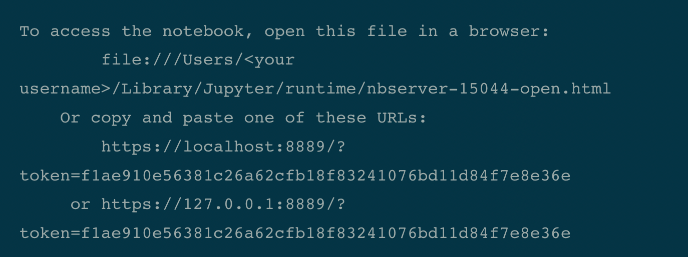 To access the notebook, open this file in a browser:
file:///Users/<your
username>/Library/Jupyter/runtime/nbserver-15044-open.html
Or copy and paste one of these URLs:
https://localhost:8889/?
token=f1ae910e56381c26a62cfb18f83241076bd11d84f7e8e36e
or https://127.0.0.1:8889/?
token=f1ae910e56381c26a62cfb18f83241076bd11d84f7e8e36e